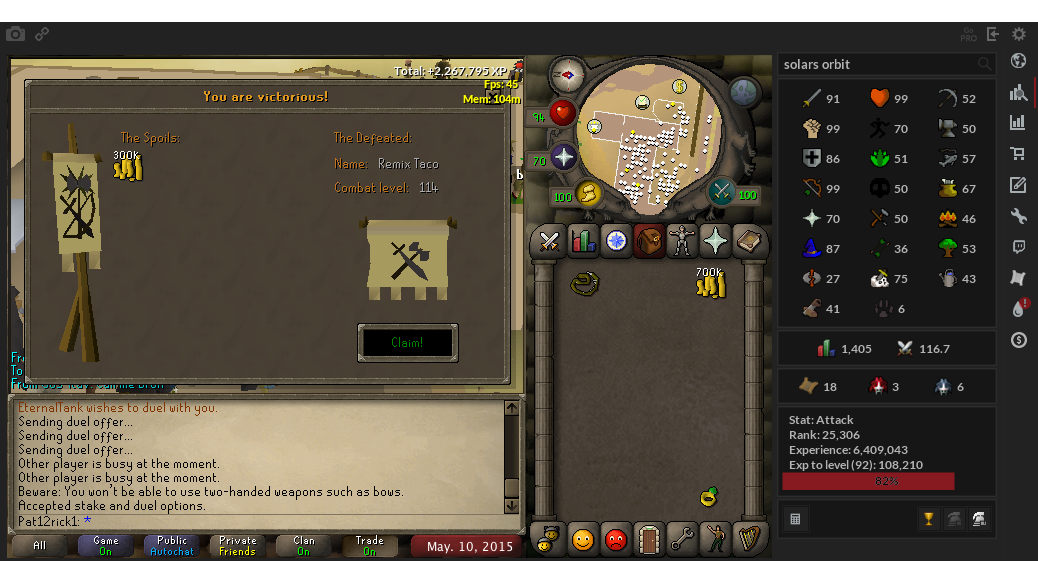 Go
PRO
Total: +2,267,795 XP
Fps: 45
Mem: 104m
You are victorious!
The Spoils:
300K
The Defeated:
Name: Remix Taco
Combat level: 114
Claim!
EternalTank wishes to duel with you.
Sending duel offer...
Sending duel offer...
Sending duel offer...
Other player is busy at the moment.
Other player is busy at the moment.
Beware: You won't be able to use two-handed weapons such as bows.
Accepted stake and duel options.
Pat12rick1: *
All
Game
On
Public
Autochat
Private
Friends
Clan
On
Trade
On
May. 10, 2015
N
94
70
100
100
700K
solars orbit
91 99 52
99 70 50
86 51 57
99 50 67
70 50 46
87 36 53
27 75 43
41 6
1,405 116.7
18 3 6
Stat: Attack
Rank: 25,306
Experience: 6,409,043
Exp to level (92): 108,210
82%